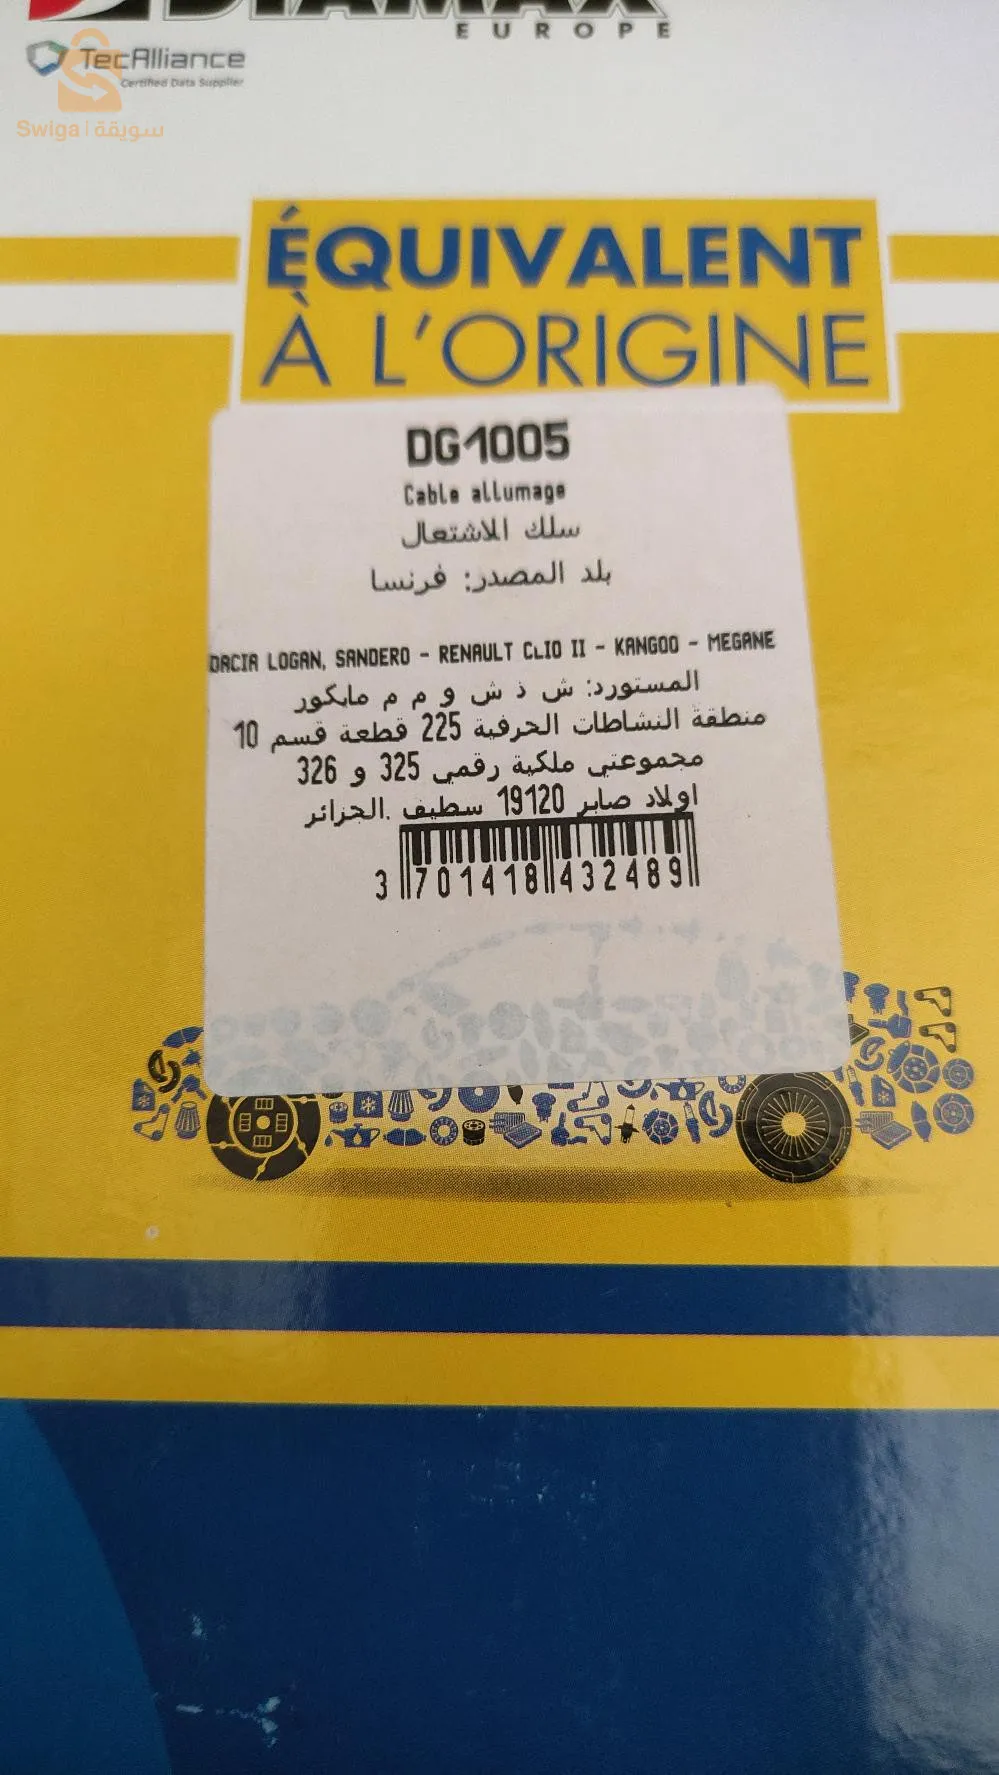 DIAMAX
EUROPE
TecAlliance
Certified Data Supplier
Swiga | سويقة
ÉQUIVALENT
À L'ORIGINE
DG1005
Cable allumage
سلك الاشتعال
بلد المصدر: فرنسا
DACIA LOGAN, SANDERO - RENAULT CLIO II - KANGOO - MEGANE
المستورد: ش ذ ش و م م مايكور
منطقة النشاطات الحرفية 225 قطعة قسم 10
مجموعتي ملكية رقمي 325 و 326
اولاد صابر 19120 سطيف .الجزائر
3 701418 432489